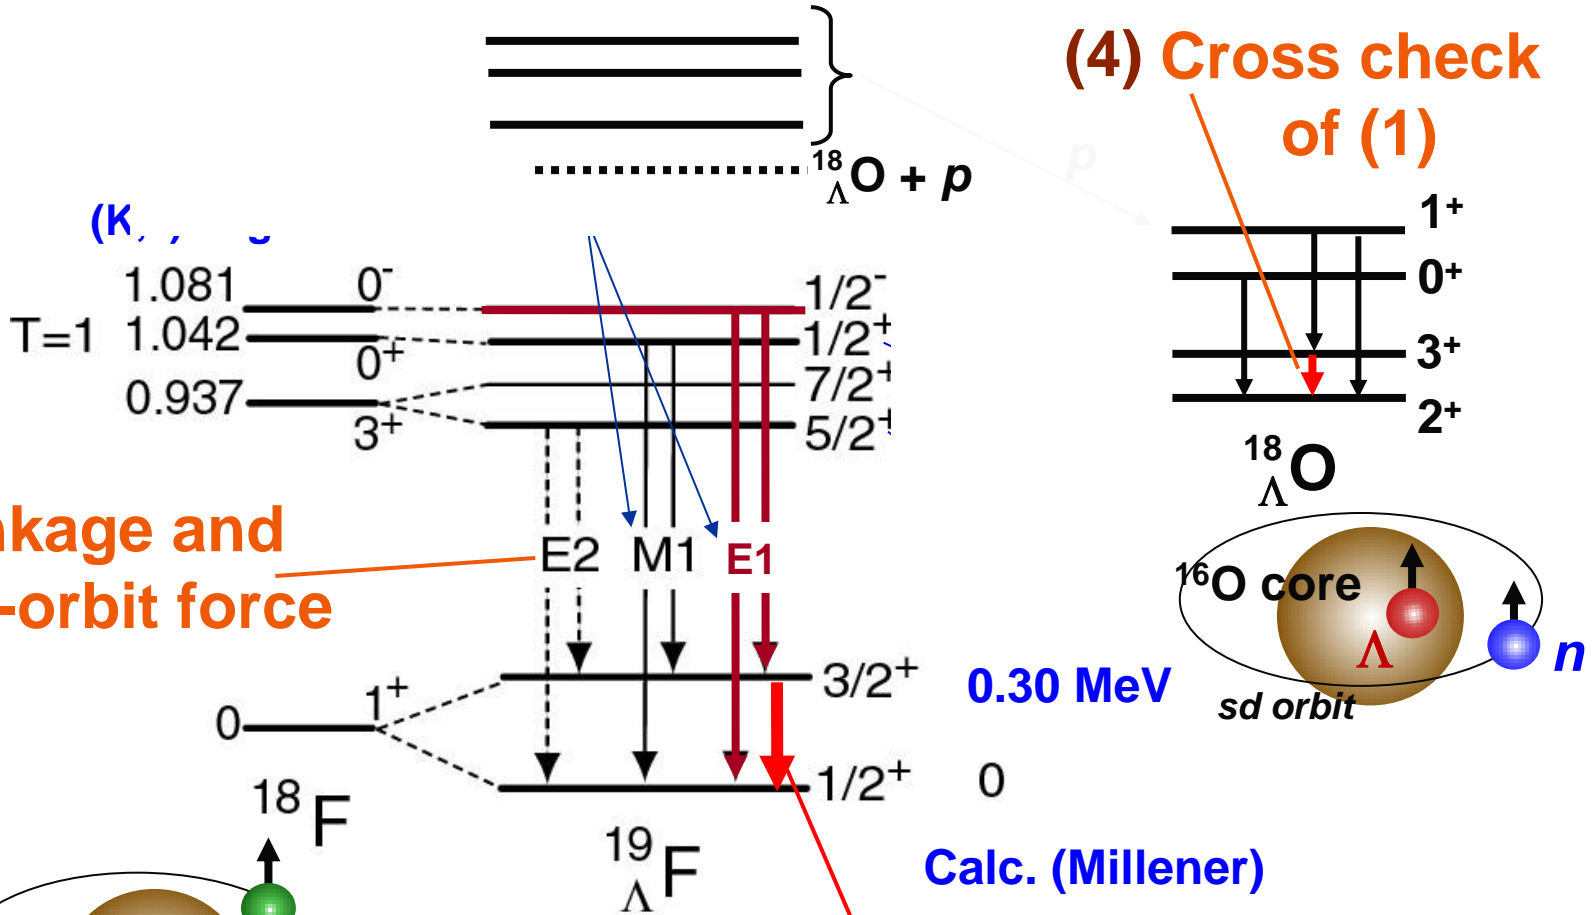 (4) Cross check
of (1)
¹⁸ΛO + p
p
(K,
1.081 0⁻
T=1 1.042 0⁺
0.937 3⁺
1/2⁻
1/2⁺
7/2⁺
5/2⁺
E2 M1 E1
1⁺
0
3/2⁺ 0.30 MeV
1/2⁺ 0
¹⁸F
¹⁹ΛF
Calc. (Millener)
nkage and
-orbit force
1⁺
0⁺
3⁺
2⁺
¹⁸ΛO
¹⁶O core
Λ
n
sd orbit